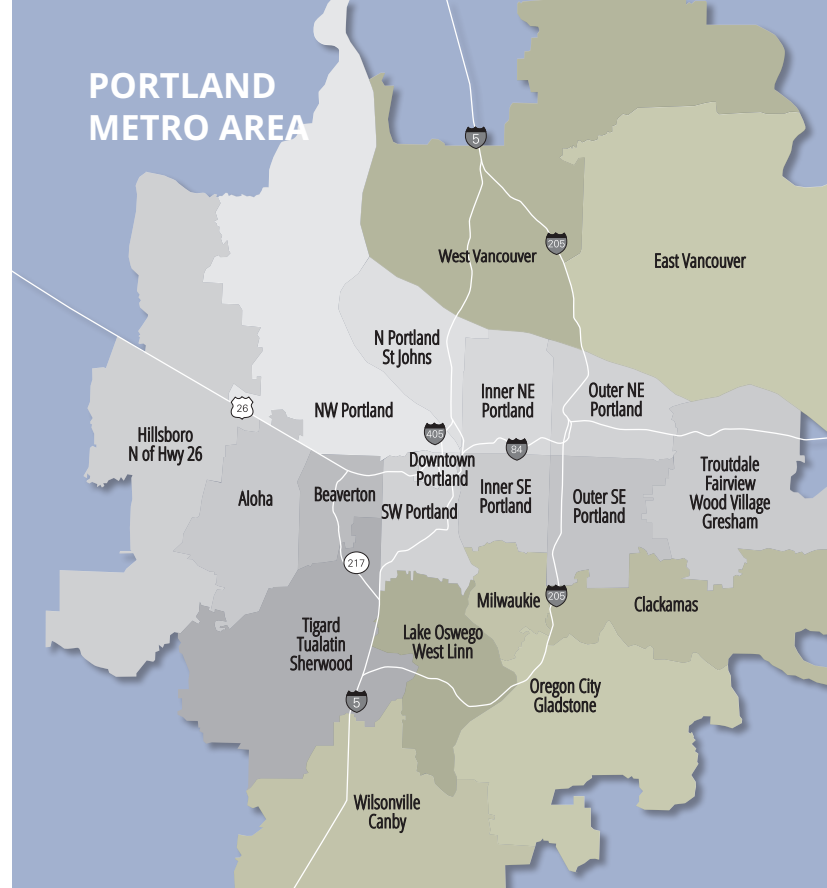 PORTLAND
METRO AREA
5
205
West Vancouver
East Vancouver
N Portland
St Johns
Inner NE
Portland
Outer NE
Portland
26
NW Portland
405
84
Hillsboro
N of Hwy 26
Downtown
Portland
Troutdale
Fairview
Wood Village
Gresham
Aloha
Beaverton
SW Portland
Inner SE
Portland
Outer SE
Portland
217
Milwaukie
205
Clackamas
Tigard
Tualatin
Sherwood
Lake Oswego
West Linn
5
Oregon City
Gladstone
Wilsonville
Canby